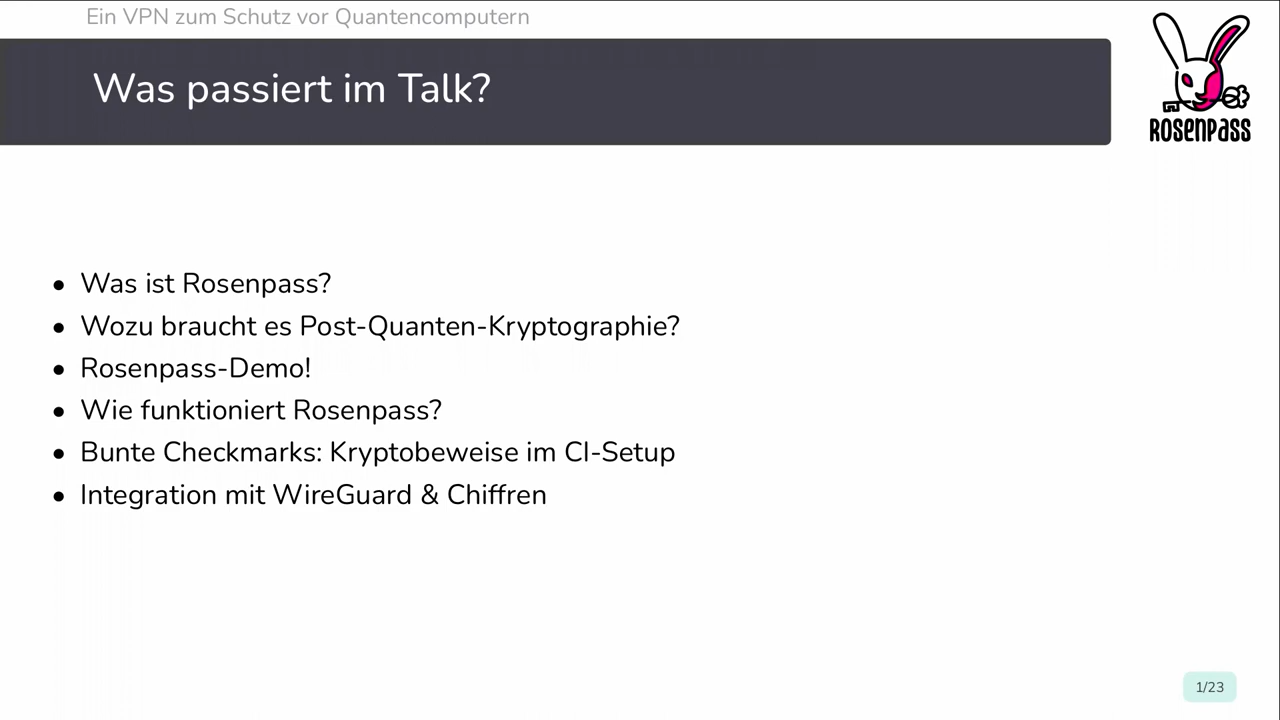 Ein VPN zum Schutz vor Quantencomputern
Was passiert im Talk?
ROSENPASS
• Was ist Rosenpass?
• Wozu braucht es Post-Quanten-Kryptographie?
• Rosenpass-Demo!
• Wie funktioniert Rosenpass?
• Bunte Checkmarks: Kryptobeweise im CI-Setup
• Integration mit WireGuard & Chiffren
1/23